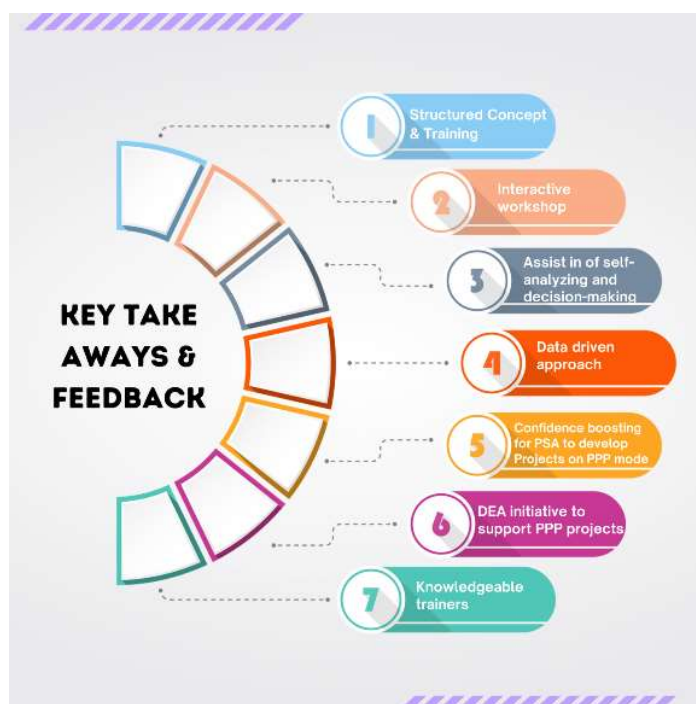 KEY TAKE
AWAYS &
FEEDBACK
1
Structured Concept
& Training
2
Interactive
workshop
3
Assist in of self-
analyzing and
decision-making
4
Data driven
approach
5
Confidence boosting
for PSA to develop
Projects on PPP mode
6
DEA initiative to
support PPP projects
7
Knowledgeable
trainers